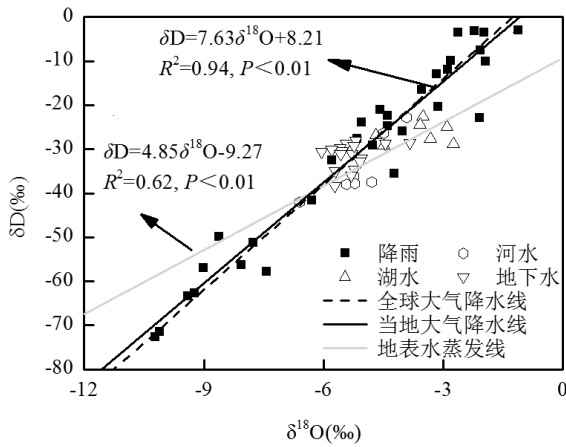 0
-10
-20
-30
-40
-50
-60
-70
-80
δD(‰)
δD=7.63δ¹⁸O+8.21
R²=0.94, P＜0.01
δD=4.85δ¹⁸O-9.27
R²=0.62, P＜0.01
降雨 河水
湖水 地下水
全球大气降水线
当地大气降水线
地表水蒸发线
-12 -9 -6 -3 0
δ¹⁸O(‰)